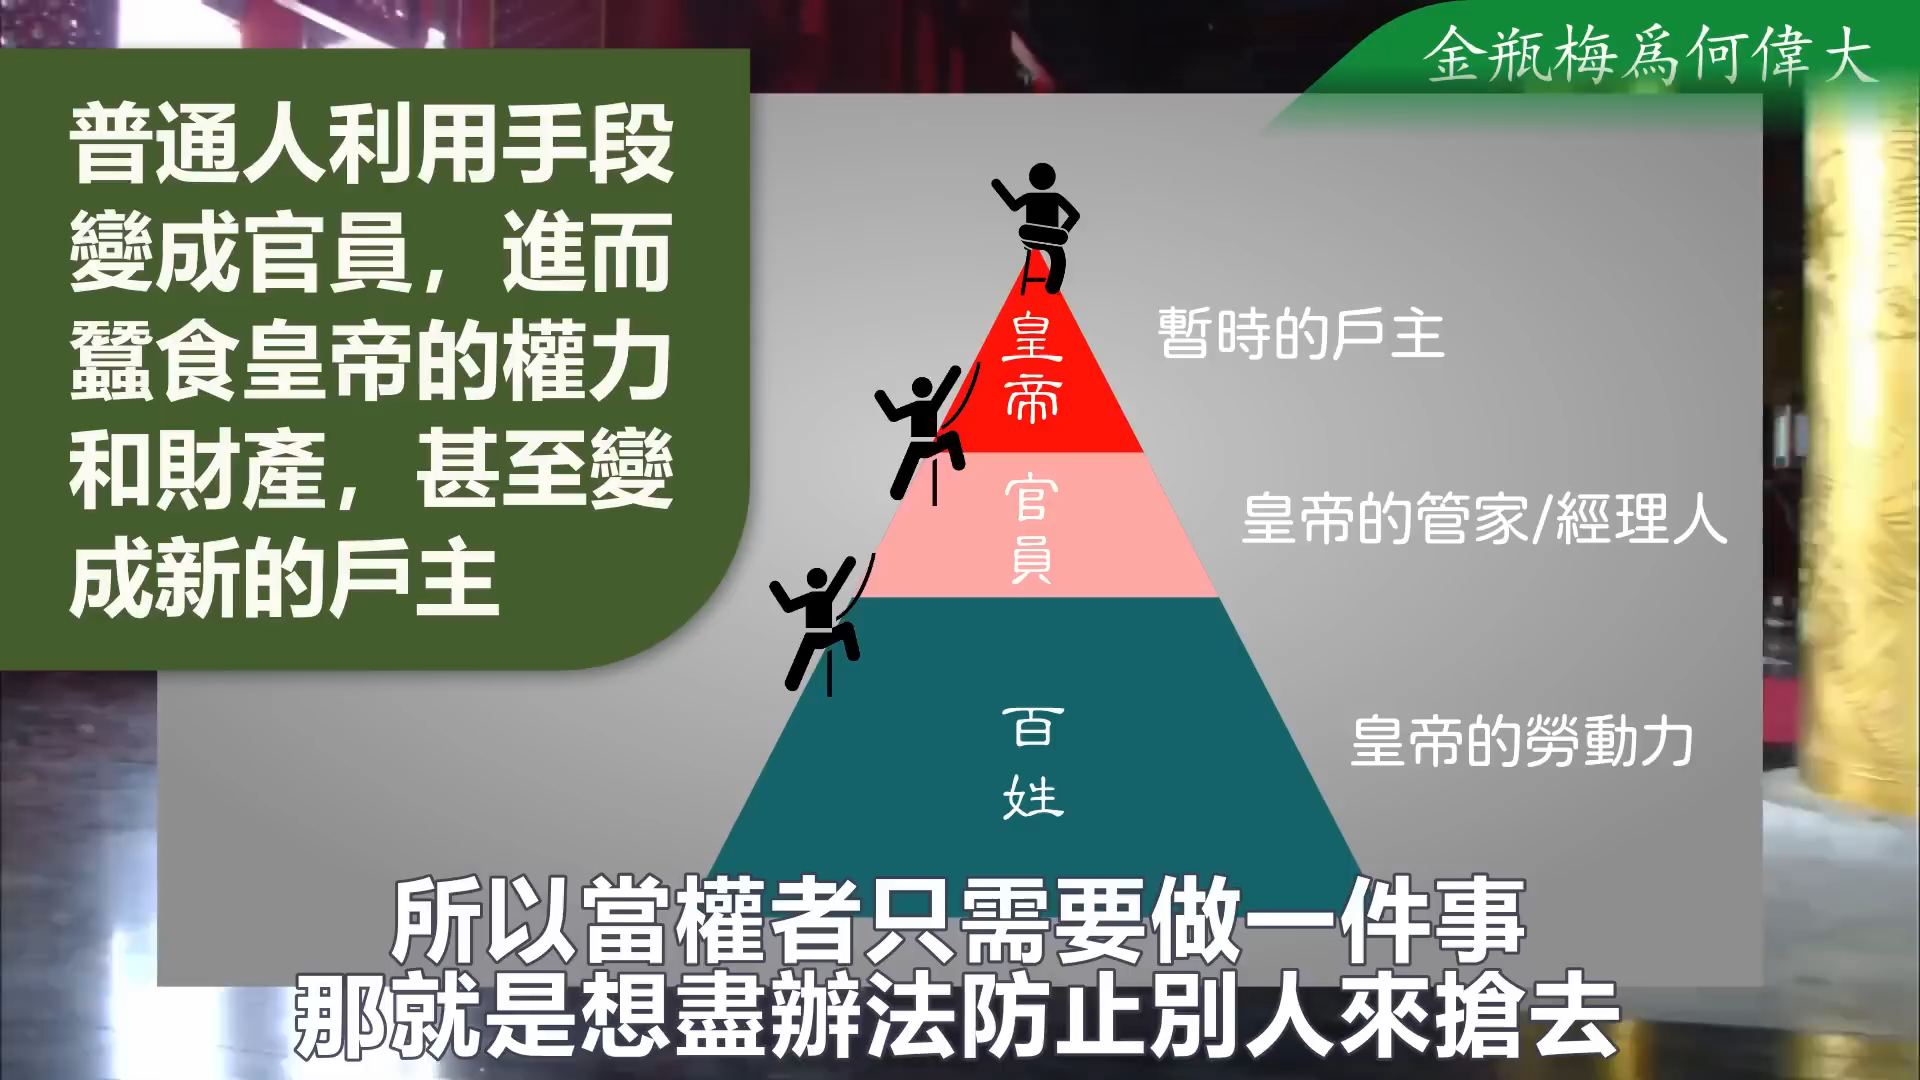 金瓶梅爲何偉大
普通人利用手段
變成官員，進而
蠶食皇帝的權力
和財產，甚至變
成新的戶主
皇帝
暫時的戶主
官員
皇帝的管家/經理人
百姓
皇帝的勞動力
所以當權者只需要做一件事
那就是想盡辦法防止別人來搶去